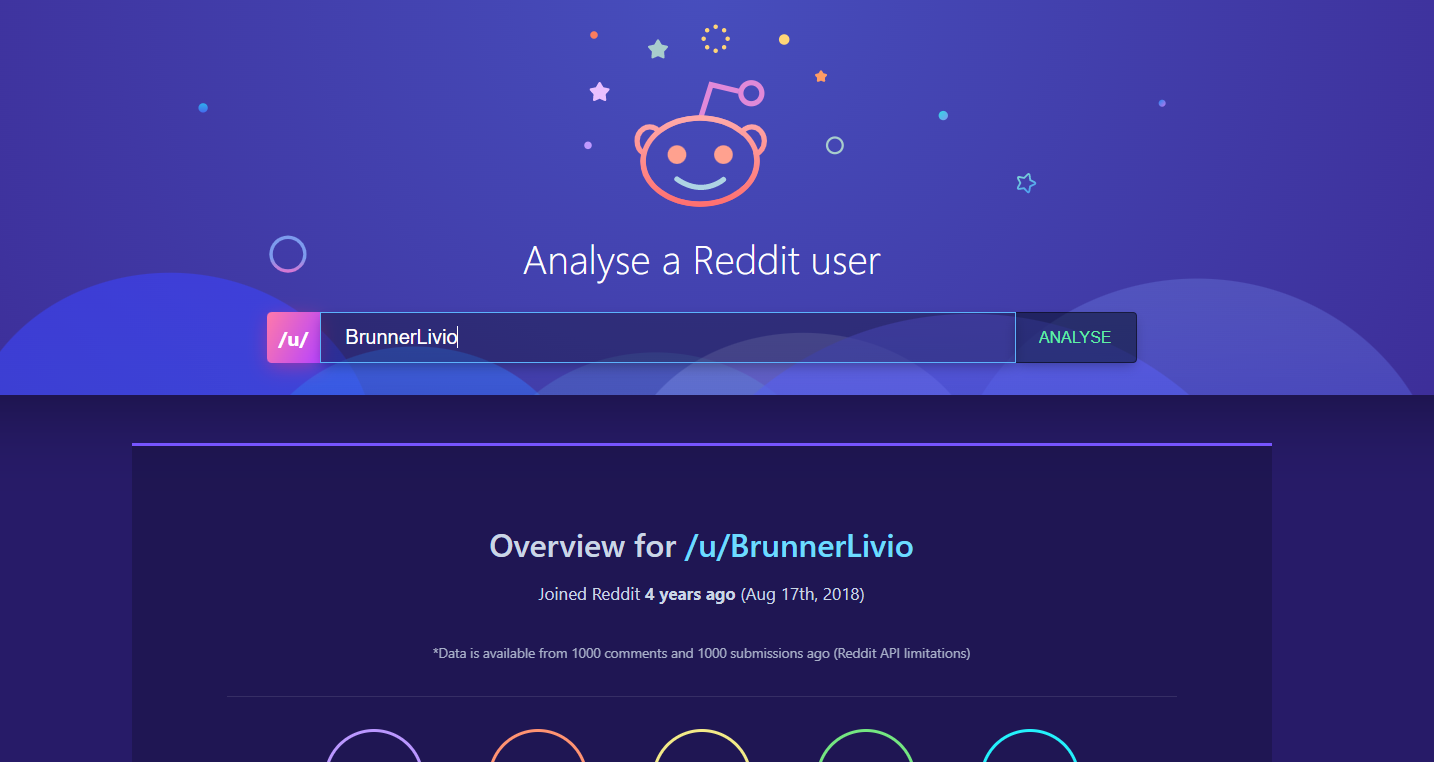 Analyse a Reddit user
/u/ BrunnerLivio ANALYSE
Overview for /u/BrunnerLivio
Joined Reddit 4 years ago (Aug 17th, 2018)
*Data is available from 1000 comments and 1000 submissions ago (Reddit API limitations)